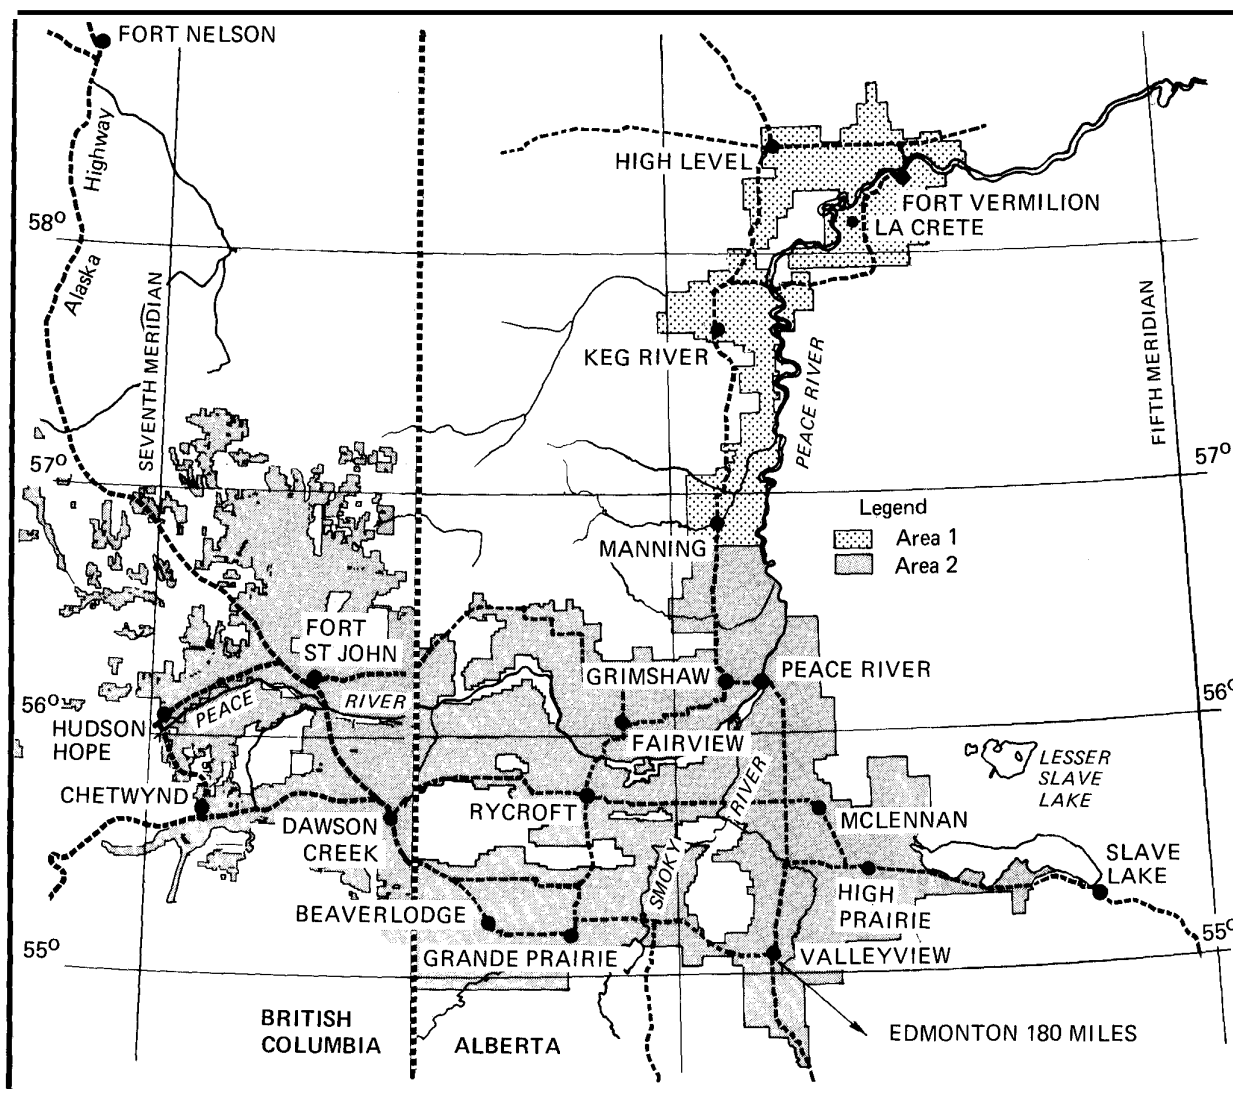 FORT NELSON
Highway
Alaska
HIGH LEVEL
FORT VERMILION
LA CRETE
58°
SEVENTH MERIDIAN
FIFTH MERIDIAN
KEG RIVER
PEACE RIVER
57°
57°
Legend
Area 1
Area 2
MANNING
FORT
ST JOHN
GRIMSHAW
PEACE RIVER
56°
56°
PEACE
RIVER
HUDSON
HOPE
FAIRVIEW
LESSER
SLAVE
LAKE
CHETWYND
RYCROFT
SMOKY
RIVER
MCLENNAN
DAWSON
CREEK
SLAVE
LAKE
HIGH
PRAIRIE
BEAVERLODGE
55°
55°
GRANDE PRAIRIE
VALLEYVIEW
BRITISH
COLUMBIA
ALBERTA
EDMONTON 180 MILES